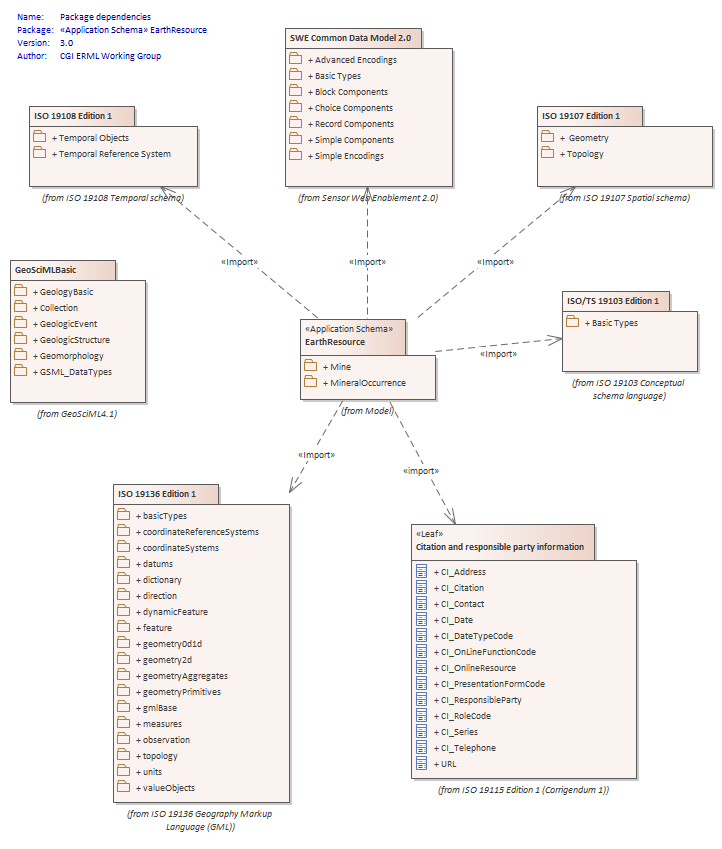 Name: Package dependencies
Package: «Application Schema» EarthResource
Version: 3.0
Author: CGI ERML Working Group
SWE Common Data Model 2.0
+ Advanced Encodings
+ Basic Types
+ Block Components
+ Choice Components
+ Record Components
+ Simple Components
+ Simple Encodings
(from Sensor Web Enablement 2.0)
ISO 19108 Edition 1
+ Temporal Objects
+ Temporal Reference System
(from ISO 19108 Temporal schema)
ISO 19107 Edition 1
+ Geometry
+ Topology
(from ISO 19107 Spatial schema)
«Import»
«Import»
«Import»
GeoSciMLBasic
+ GeologyBasic
+ Collection
+ GeologicEvent
+ GeologicStructure
+ Geomorphology
+ GSML_DataTypes
(from GeoSciML4.1)
«Application Schema»
EarthResource
+ Mine
+ MineralOccurrence
(from Model)
ISO/TS 19103 Edition 1
+ Basic Types
(from ISO 19103 Conceptual
schema language)
«Import»
«Import»
«import»
ISO 19136 Edition 1
+ basicTypes
+ coordinateReferenceSystems
+ coordinateSystems
+ datums
+ dictionary
+ direction
+ dynamicFeature
+ feature
+ geometry0d1d
+ geometry2d
+ geometryAggregates
+ geometryPrimitives
+ gmlBase
+ measures
+ observation
+ topology
+ units
+ valueObjects
(from ISO 19136 Geography Markup
Language (GML))
«Leaf»
Citation and responsible party information
+ CI_Address
+ CI_Citation
+ CI_Contact
+ CI_Date
+ CI_DateTypeCode
+ CI_OnLineFunctionCode
+ CI_OnlineResource
+ CI_PresentationFormCode
+ CI_ResponsibleParty
+ CI_RoleCode
+ CI_Series
+ CI_Telephone
+ URL
(from ISO 19115 Edition 1 (Corrigendum 1))